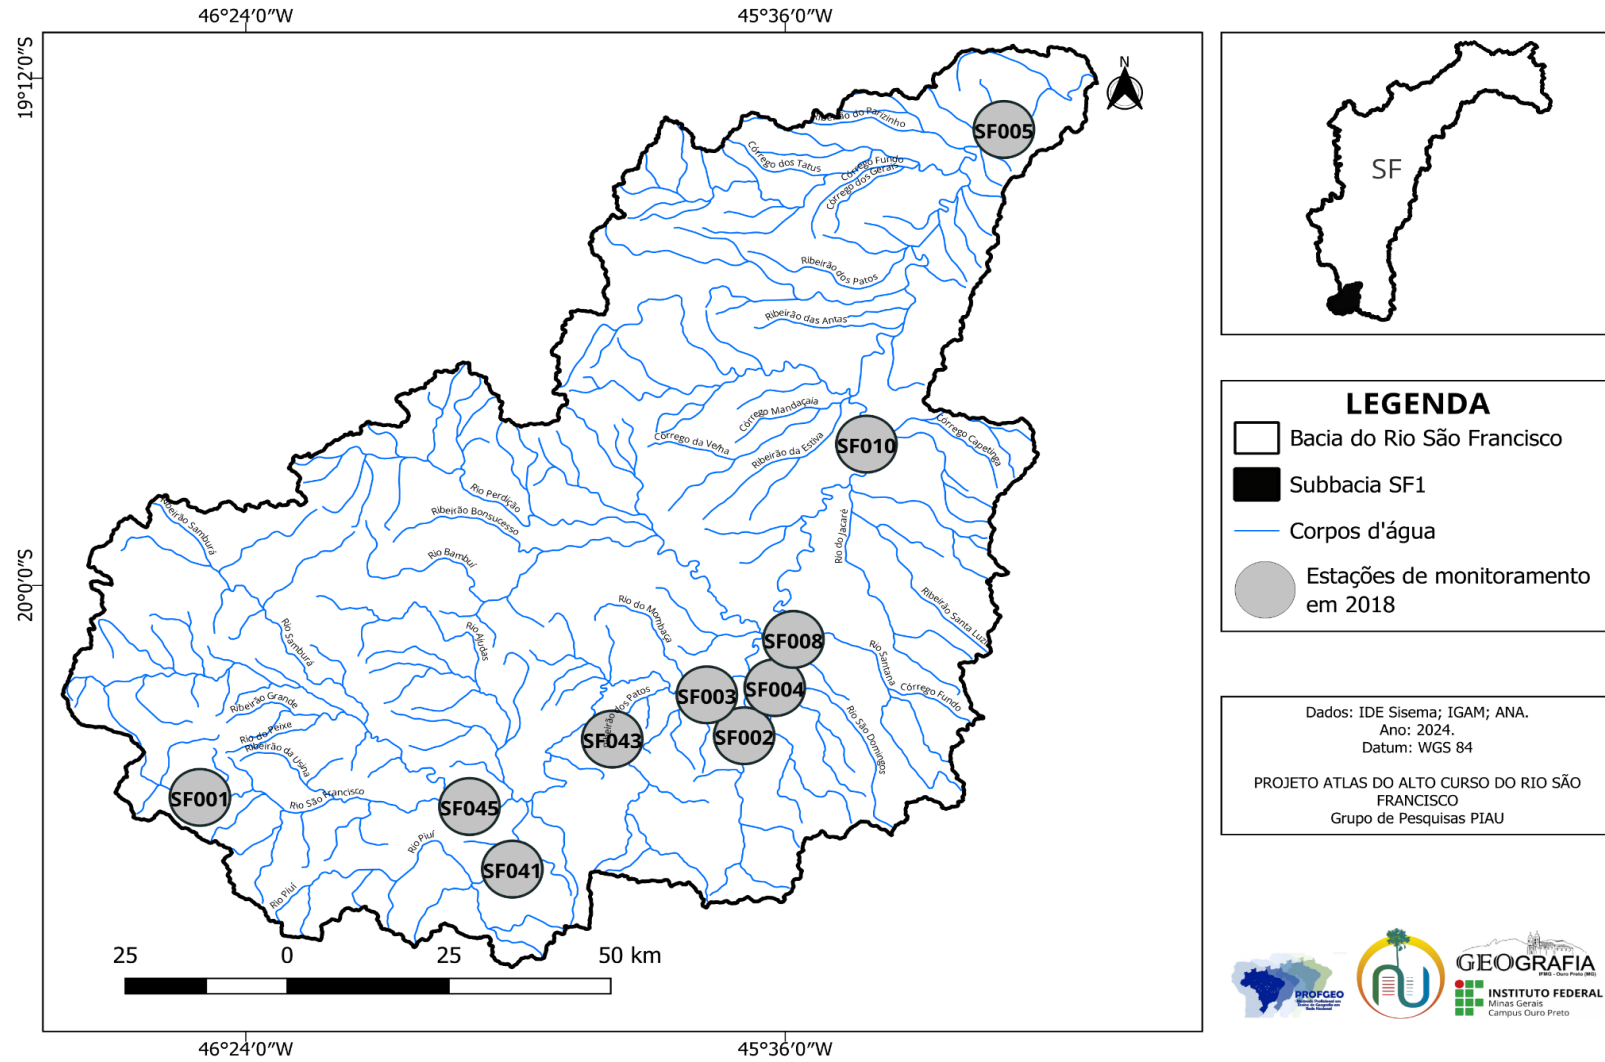 46°24′0″W
45°36′0″W
19°12′0″S
20°0′0″S
N
SF005
Ribeirão do Parizinho
Córrego dos Tatus
Córrego Fundo
Córrego dos Gerais
Ribeirão dos Patos
Ribeirão das Antas
Córrego Mandaçaia
Córrego da Velha
Ribeirão da Estiva
SF010
Córrego Capetinga
Rio Perdição
Ribeirão Bonsucesso
Ribeirão Samburá
Rio do Jacaré
Rio Bambuí
Ribeirão Santa Luzia
Rio do Mombaça
Rio Ajudas
Rio Samburá
SF008
Rio Santana
SF003
SF004
Córrego Fundo
Ribeirão dos Patos
Ribeirão Grande
Rio do Peixe
Ribeirão da Usina
SF043
SF002
Rio São Domingos
SF001
Rio São Francisco
SF045
Rio Piuí
SF041
Rio Piuí
25 0 25 50 km
46°24′0″W
45°36′0″W
SF
LEGENDA
Bacia do Rio São Francisco
Subbacia SF1
Corpos d'água
Estações de monitoramento
em 2018
Dados: IDE Sisema; IGAM; ANA.
Ano: 2024.
Datum: WGS 84
PROJETO ATLAS DO ALTO CURSO DO RIO SÃO
FRANCISCO
Grupo de Pesquisas PIAU
PROFGEO
GEOGRAFIA
IFMG - Ouro Preto (MG)
INSTITUTO FEDERAL
Minas Gerais
Campus Ouro Preto